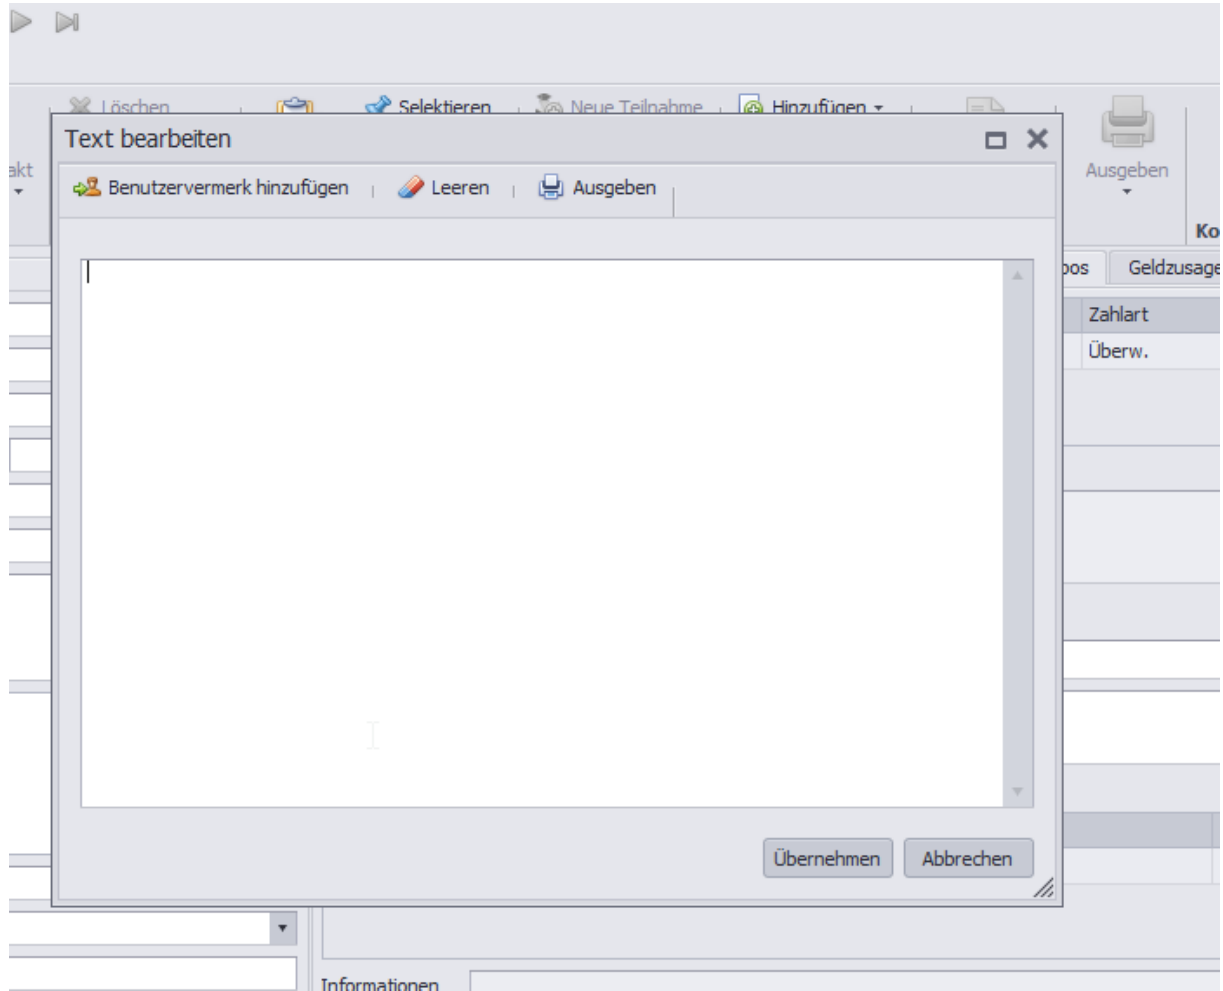 Löschen Selektieren Neue Teilnahme Hinzufügen
Text bearbeiten
akt Ausgeben
Benutzervermerk hinzufügen Leeren Ausgeben
Ko
oos Geldzusage
Zahlart
Überw.
Übernehmen Abbrechen
Informationen